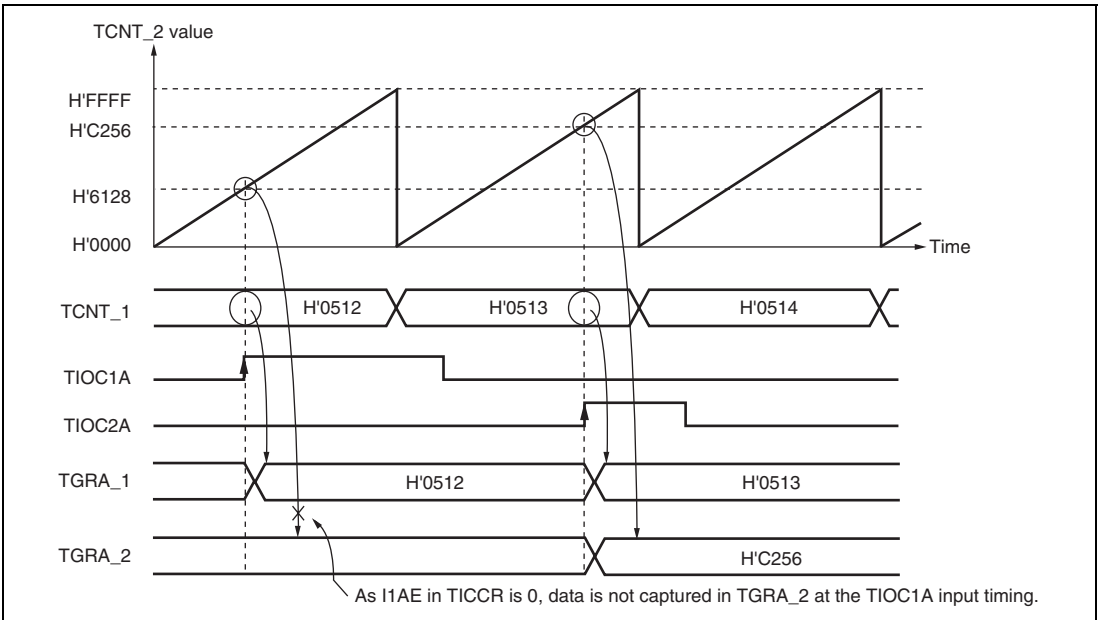 TCNT_2 value
H'FFFF
H'C256
H'6128
H'0000
Time
TCNT_1
H'0512
H'0513
H'0514
TIOC1A
TIOC2A
TGRA_1
H'0512
H'0513
TGRA_2
H'C256
As I1AE in TICCR is 0, data is not captured in TGRA_2 at the TIOC1A input timing.